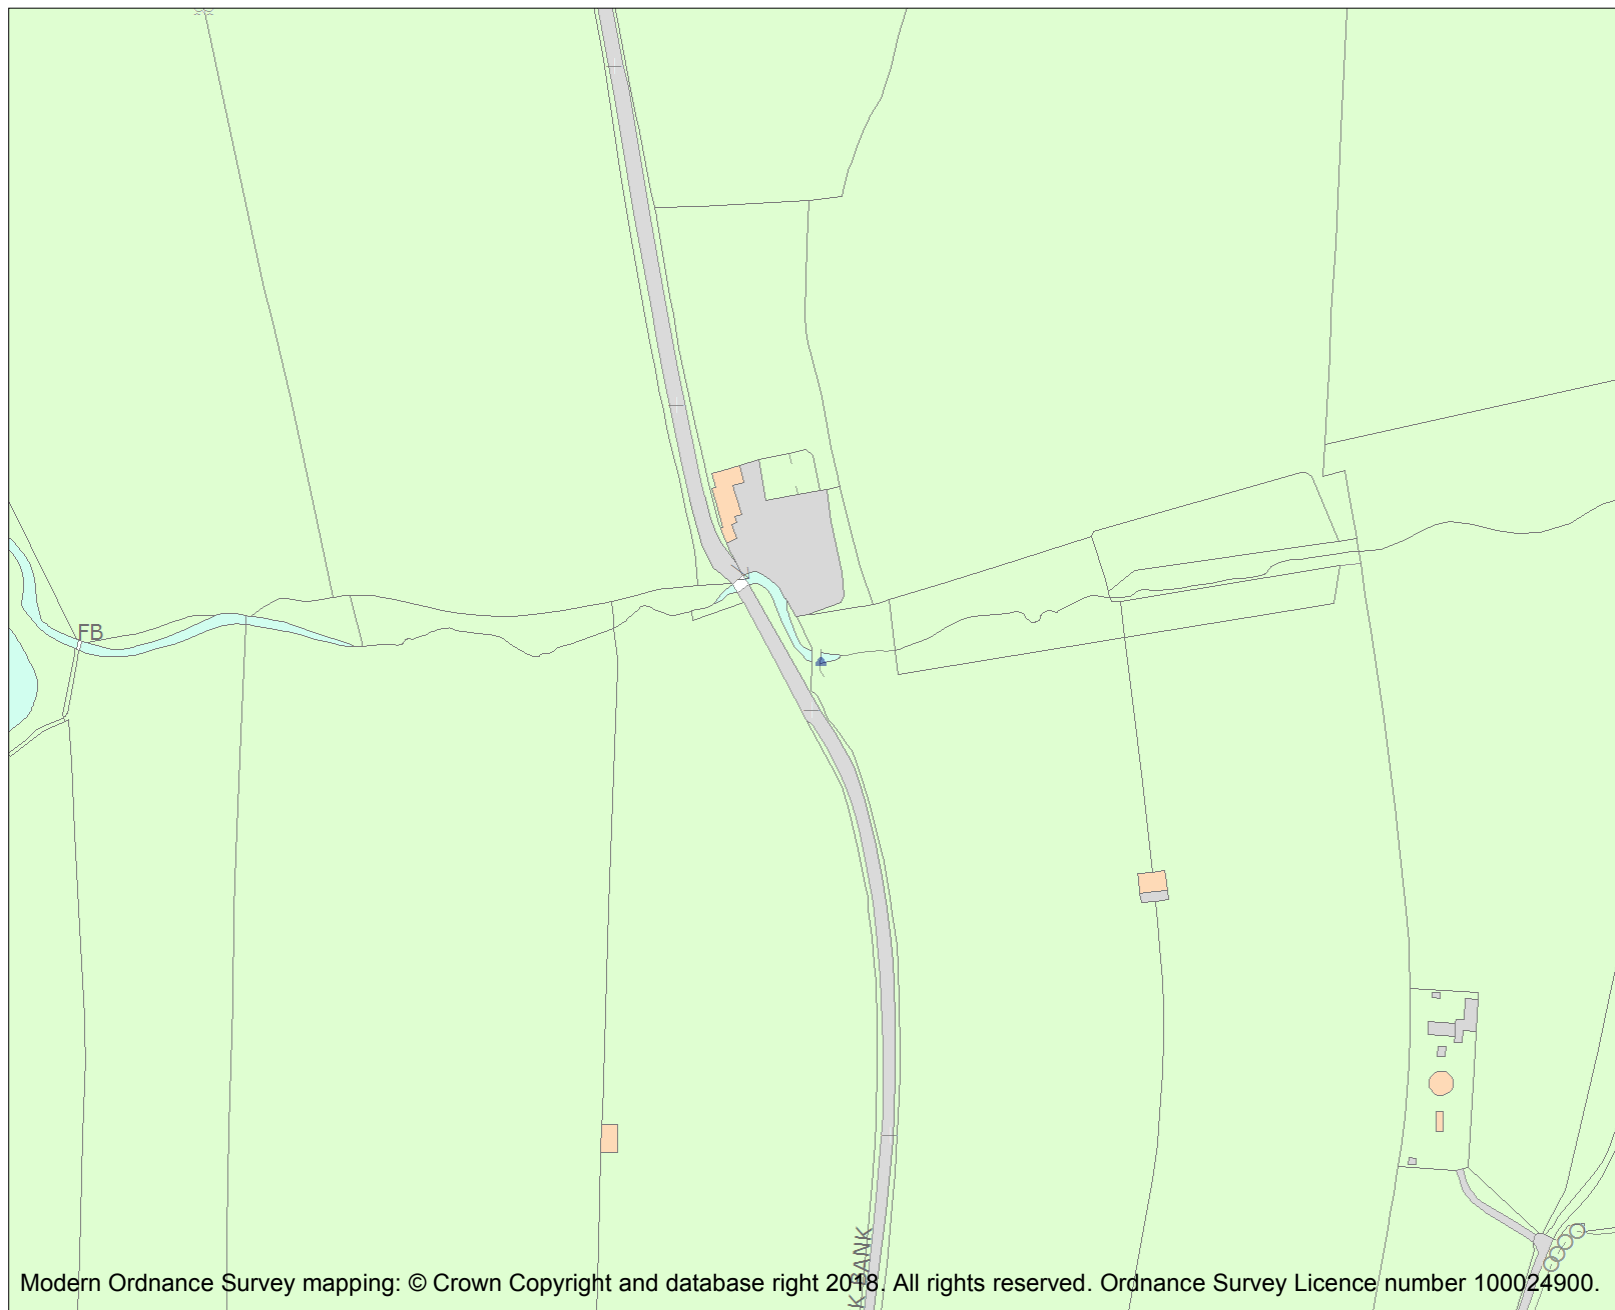 FB
K BANK
Modern Ordnance Survey mapping: © Crown Copyright and database right 2018. All rights reserved. Ordnance Survey Licence number 100024900.